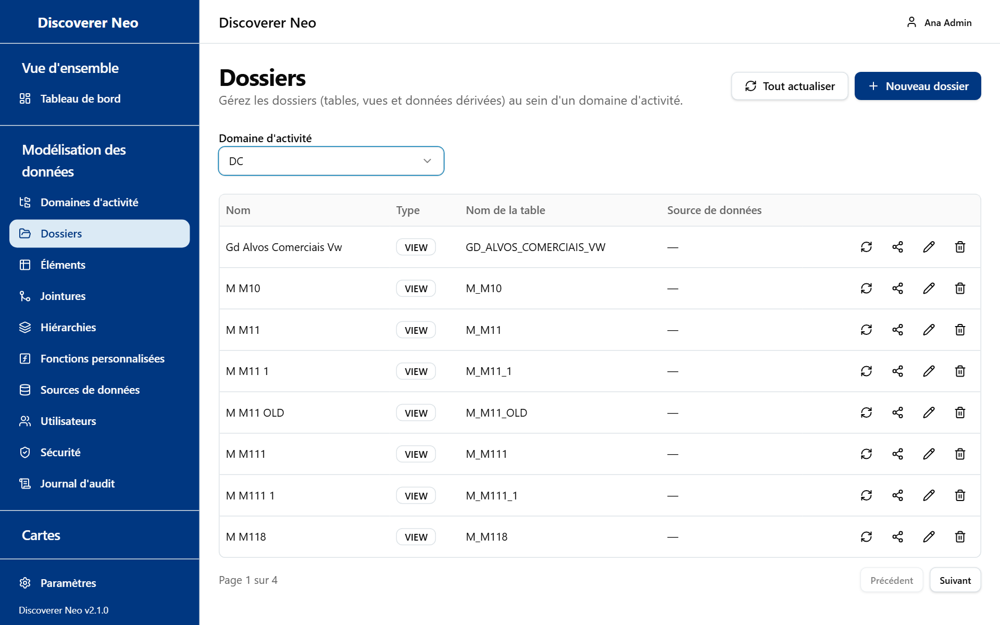 Discoverer Neo
Vue d'ensemble
Tableau de bord
Modélisation des
données
Domaines d'activité
Dossiers
Éléments
Jointures
Hiérarchies
Fonctions personnalisées
Sources de données
Utilisateurs
Sécurité
Journal d'audit
Cartes
Paramètres
Discoverer Neo v2.1.0
Discoverer Neo
Ana Admin
Dossiers
Gérez les dossiers (tables, vues et données dérivées) au sein d'un domaine d'activité.
Tout actualiser
Nouveau dossier
Domaine d'activité
DC
Nom Type Nom de la table Source de données
Gd Alvos Comerciais Vw VIEW GD_ALVOS_COMERCIAIS_VW —
M M10 VIEW M_M10 —
M M11 VIEW M_M11 —
M M11 1 VIEW M_M11_1 —
M M11 OLD VIEW M_M11_OLD —
M M111 VIEW M_M111 —
M M111 1 VIEW M_M111_1 —
M M118 VIEW M_M118 —
Page 1 sur 4
Précédent
Suivant